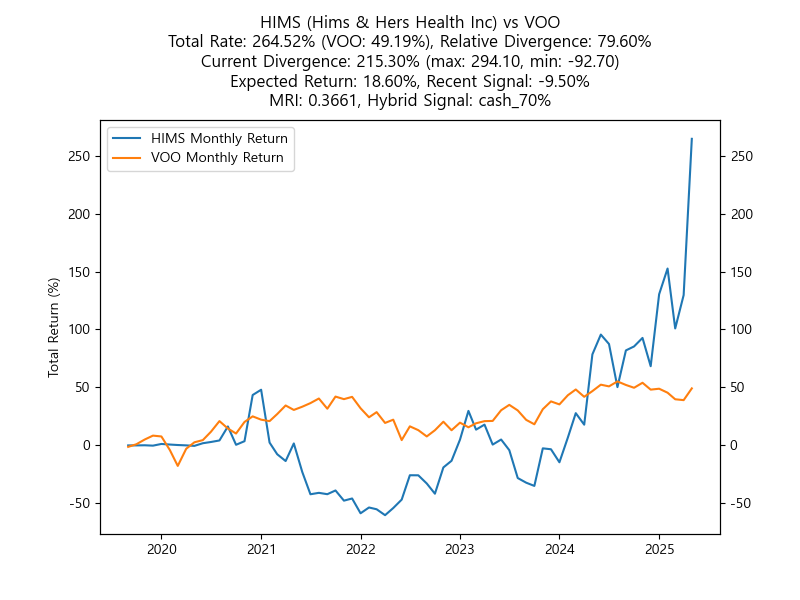 HIMS (Hims & Hers Health Inc) vs VOO
Total Rate: 264.52% (VOO: 49.19%), Relative Divergence: 79.60%
Current Divergence: 215.30% (max: 294.10, min: -92.70)
Expected Return: 18.60%, Recent Signal: -9.50%
MRI: 0.3661, Hybrid Signal: cash_70%
HIMS Monthly Return
VOO Monthly Return
Total Return (%)
250
200
150
100
50
0
-50
250
200
150
100
50
0
-50
2020
2021
2022
2023
2024
2025